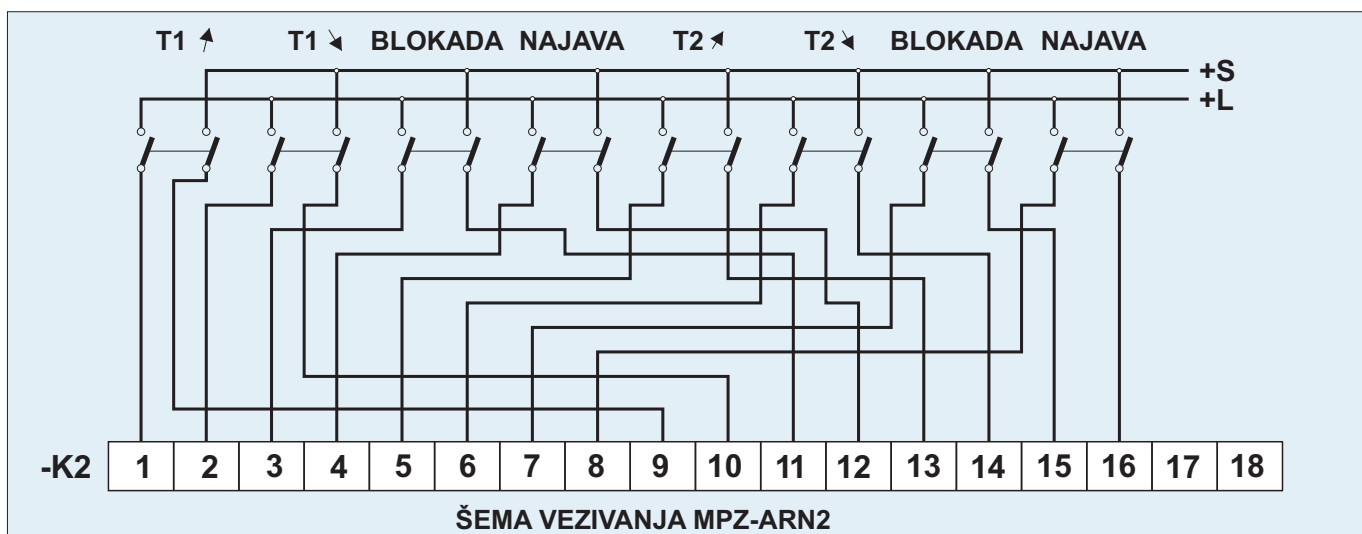 T1 T1 BLOKADA NAJAVA T2 T2 BLOKADA NAJAVA
+S
+L
-K2 1 2 3 4 5 6 7 8 9 10 11 12 13 14 15 16 17 18
ŠEMA VEZIVANJA MPZ-ARN2